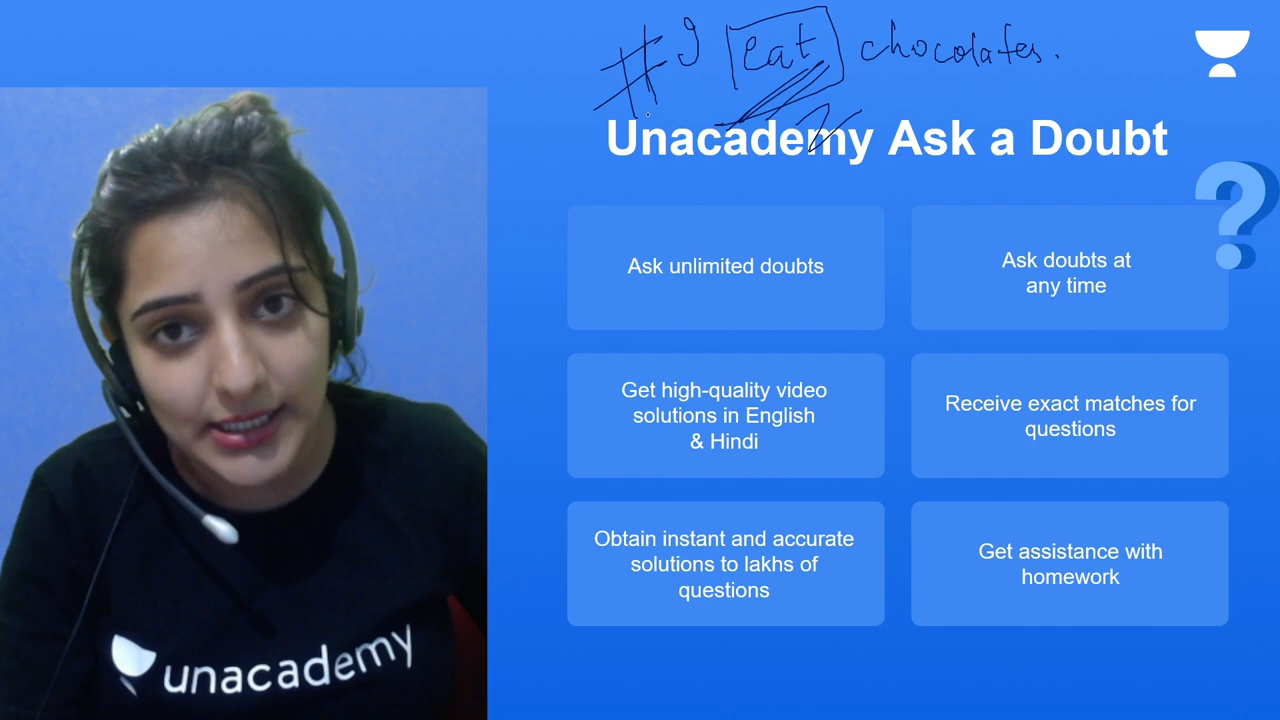 # I eat chocolates.
Unacademy Ask a Doubt
?
Ask unlimited doubts
Ask doubts at
any time
Get high-quality video
solutions in English
& Hindi
Receive exact matches for
questions
Obtain instant and accurate
solutions to lakhs of
questions
Get assistance with
homework
unacademy